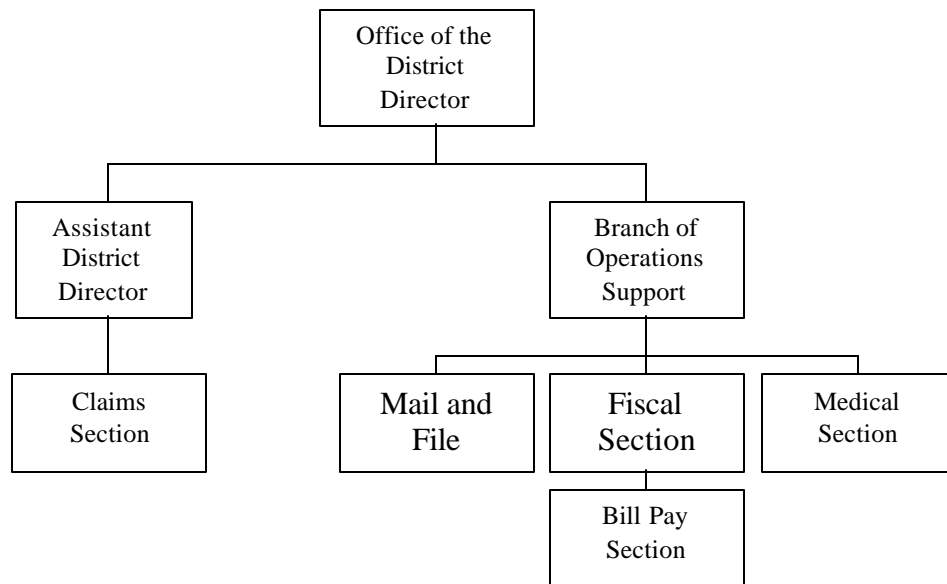 Office of the
District
Director
Assistant
District
Director
Branch of
Operations
Support
Claims
Section
Mail and
File
Fiscal
Section
Medical
Section
Bill Pay
Section